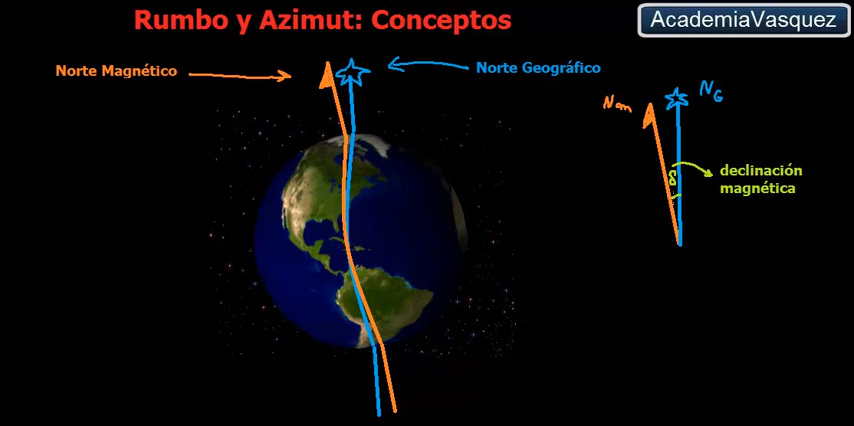 Rumbo y Azimut: Conceptos
AcademiaVasquez
Norte Magnético
Norte Geográfico
Nm
NG
δ
declinación
magnética